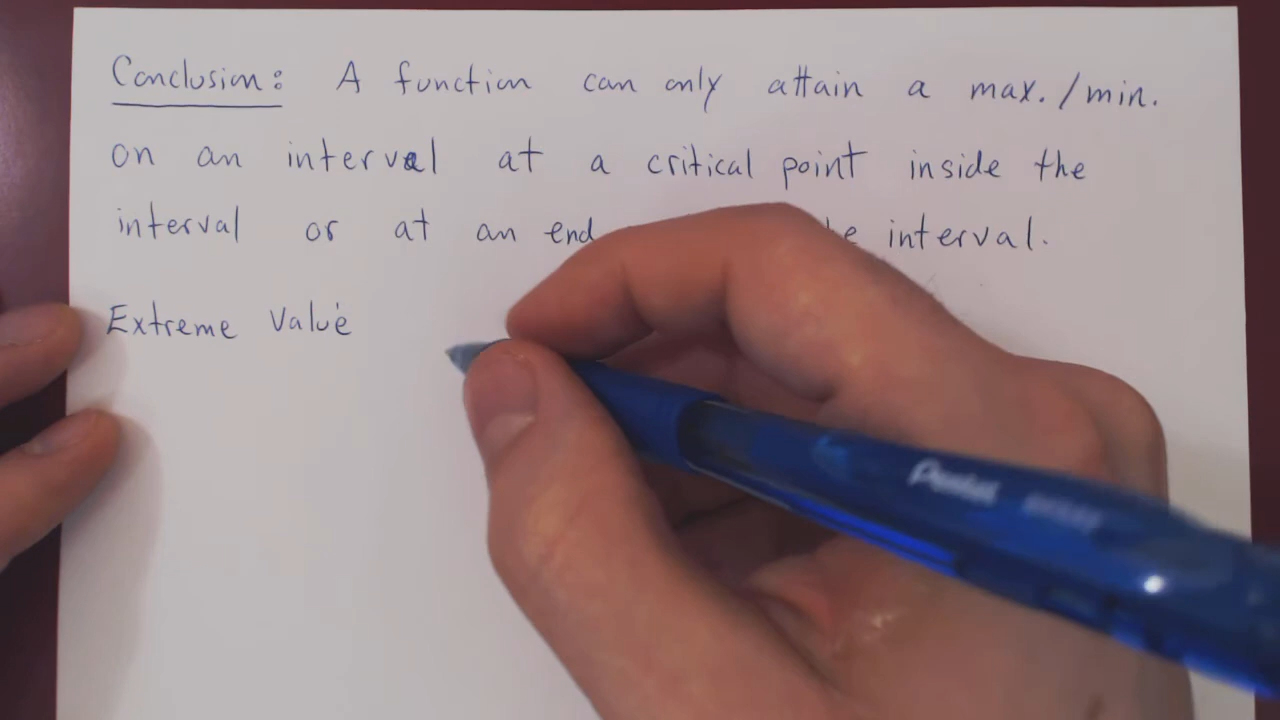 Conclusion: A function can only attain a max./min.
on an interval at a critical point inside the
interval or at an end interval.
Extreme Value
Pentel